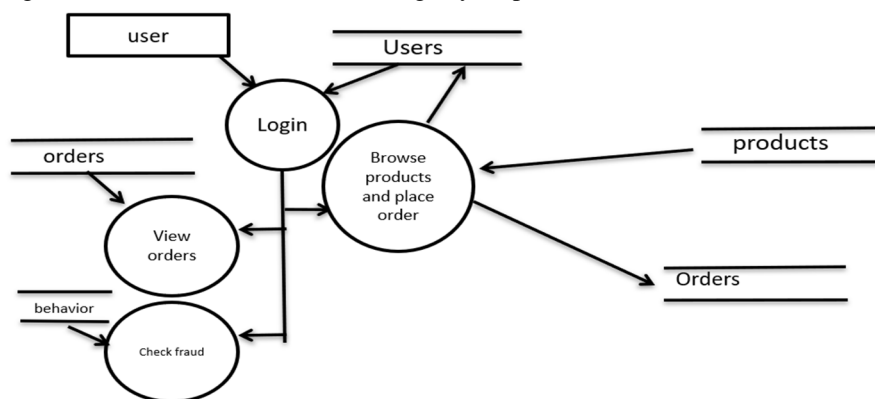 user
Users
Login
orders
Browse
products
and place
order
products
View
orders
Orders
behavior
Check fraud